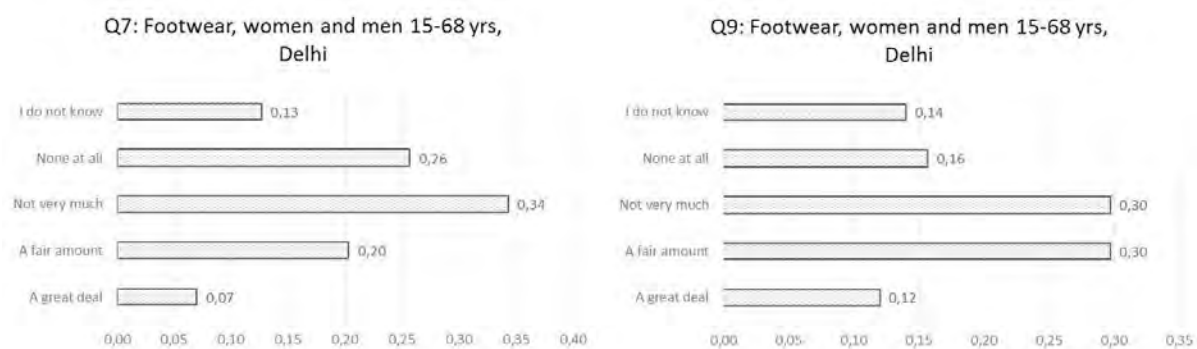 Q7: Footwear, women and men 15-68 yrs,
Delhi
I do not know
0,13
None at all
0,26
Not very much
0,34
A fair amount
0,20
A great deal
0,07
0,00 0,05 0,10 0,15 0,20 0,25 0,30 0,35 0,40
Q9: Footwear, women and men 15-68 yrs,
Delhi
I do not know
0,14
None at all
0,16
Not very much
0,30
A fair amount
0,30
A great deal
0,12
0,00 0,05 0,10 0,15 0,20 0,25 0,30 0,35